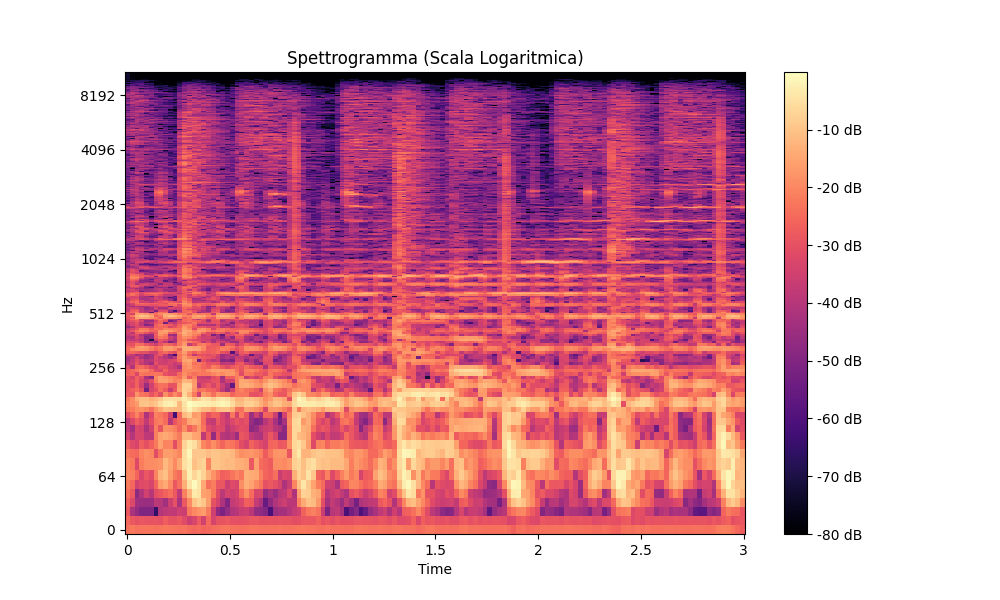 Spettrogramma (Scala Logaritmica)
8192
4096
2048
1024
512
256
128
64
0
Hz
0
0.5
1
1.5
2
2.5
3
Time
-10 dB
-20 dB
-30 dB
-40 dB
-50 dB
-60 dB
-70 dB
-80 dB